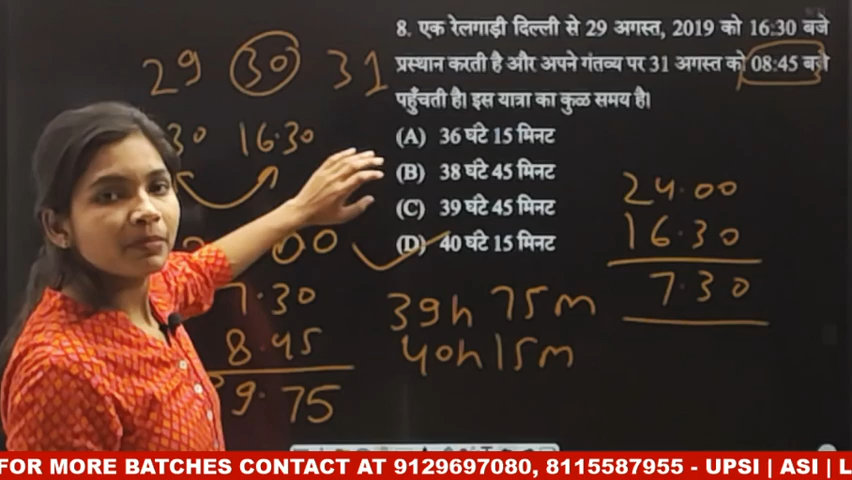 8. एक रेलगाड़ी दिल्ली से 29 अगस्त, 2019 को 16:30 बजे
प्रस्थान करती है और अपने गंतव्य पर 31 अगस्त को 08:45 बजे
पहुँचती है। इस यात्रा का कुल समय है।
(A) 36 घंटे 15 मिनट
(B) 38 घंटे 45 मिनट
(C) 39 घंटे 45 मिनट
(D) 40 घंटे 15 मिनट
29 30 31
30 16.30
00
7.30
8.45
9.75
39h 75m
40h 15m
24.00
16.30
7.30
FOR MORE BATCHES CONTACT AT 9129697080, 8115587955 - UPSI | ASI | L